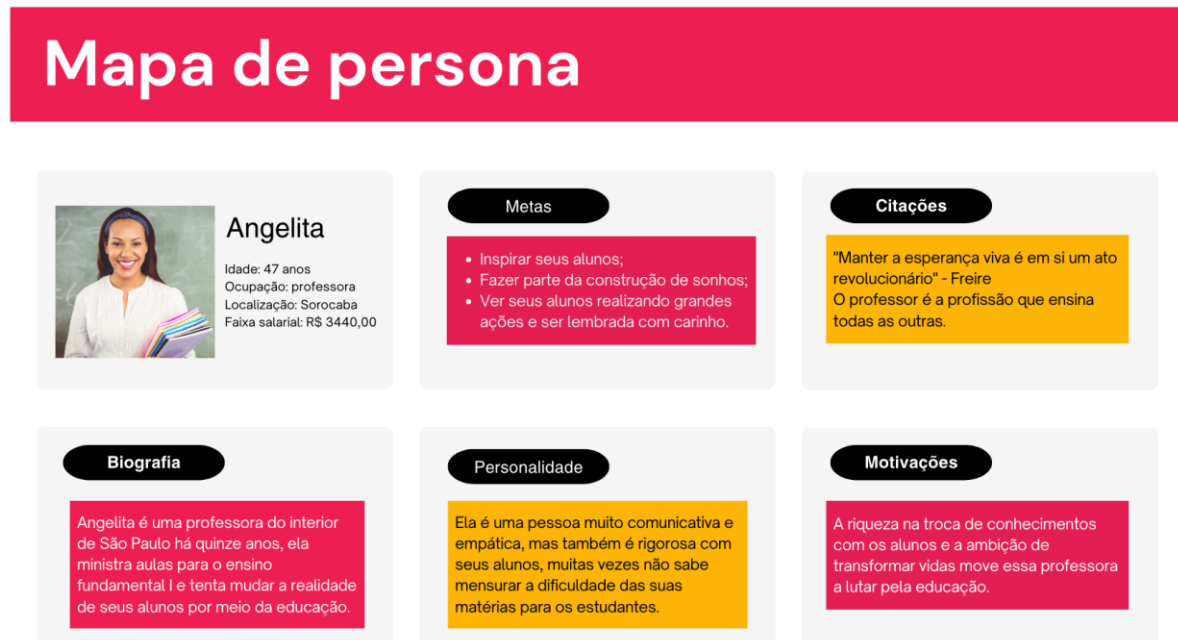 Mapa de persona
Angelita
Idade: 47 anos
Ocupação: professora
Localização: Sorocaba
Faixa salarial: R$ 3440,00
Metas
• Inspirar seus alunos;
• Fazer parte da construção de sonhos;
• Ver seus alunos realizando grandes
ações e ser lembrada com carinho.
Citações
"Manter a esperança viva é em si um ato
revolucionário" - Freire
O professor é a profissão que ensina
todas as outras.
Biografia
Angelita é uma professora do interior
de São Paulo há quinze anos, ela
ministra aulas para o ensino
fundamental I e tenta mudar a realidade
de seus alunos por meio da educação.
Personalidade
Ela é uma pessoa muito comunicativa e
empática, mas também é rigorosa com
seus alunos, muitas vezes não sabe
mensurar a dificuldade das suas
matérias para os estudantes.
Motivações
A riqueza na troca de conhecimentos
com os alunos e a ambição de
transformar vidas move essa professora
a lutar pela educação.